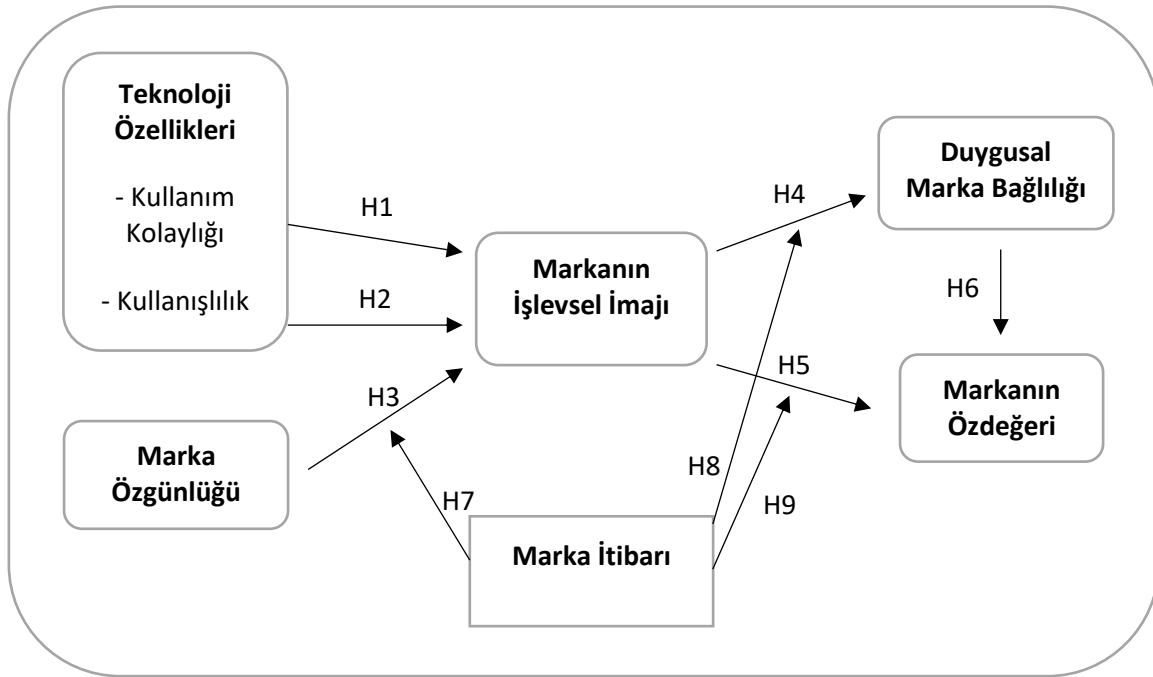 Teknoloji
Özellikleri
- Kullanım
Kolaylığı
- Kullanışlılık
H1
H2
H3
Marka
Özgünlüğü
Markanın
İşlevsel İmajı
H4
H5
Duygusal
Marka Bağlılığı
H6
Markanın
Özdeğeri
H7
H8
H9
Marka İtibarı